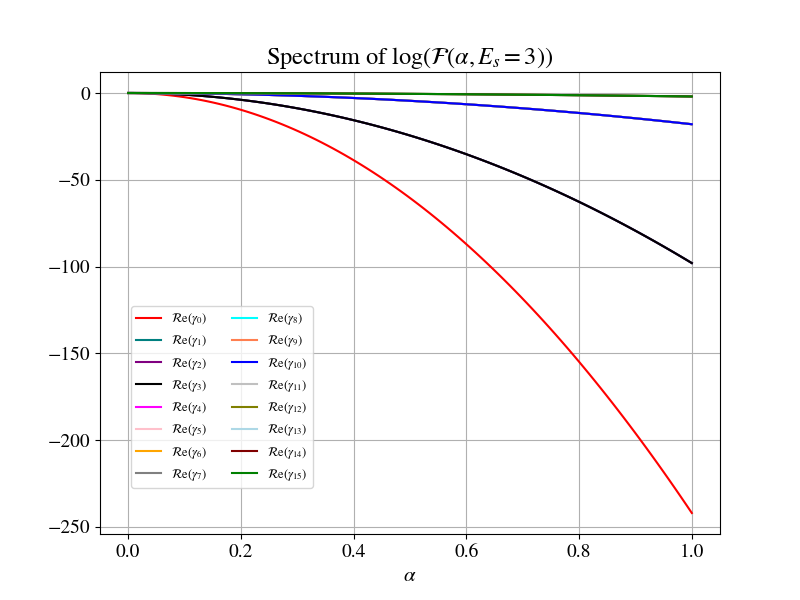 Spectrum of log(ℱ(α, Eₛ = 3))
0
−50
−100
−150
−200
−250
ℛe(γ₀) ℛe(γ₈)
ℛe(γ₁) ℛe(γ₉)
ℛe(γ₂) ℛe(γ₁₀)
ℛe(γ₃) ℛe(γ₁₁)
ℛe(γ₄) ℛe(γ₁₂)
ℛe(γ₅) ℛe(γ₁₃)
ℛe(γ₆) ℛe(γ₁₄)
ℛe(γ₇) ℛe(γ₁₅)
0.0 0.2 0.4 0.6 0.8 1.0
α